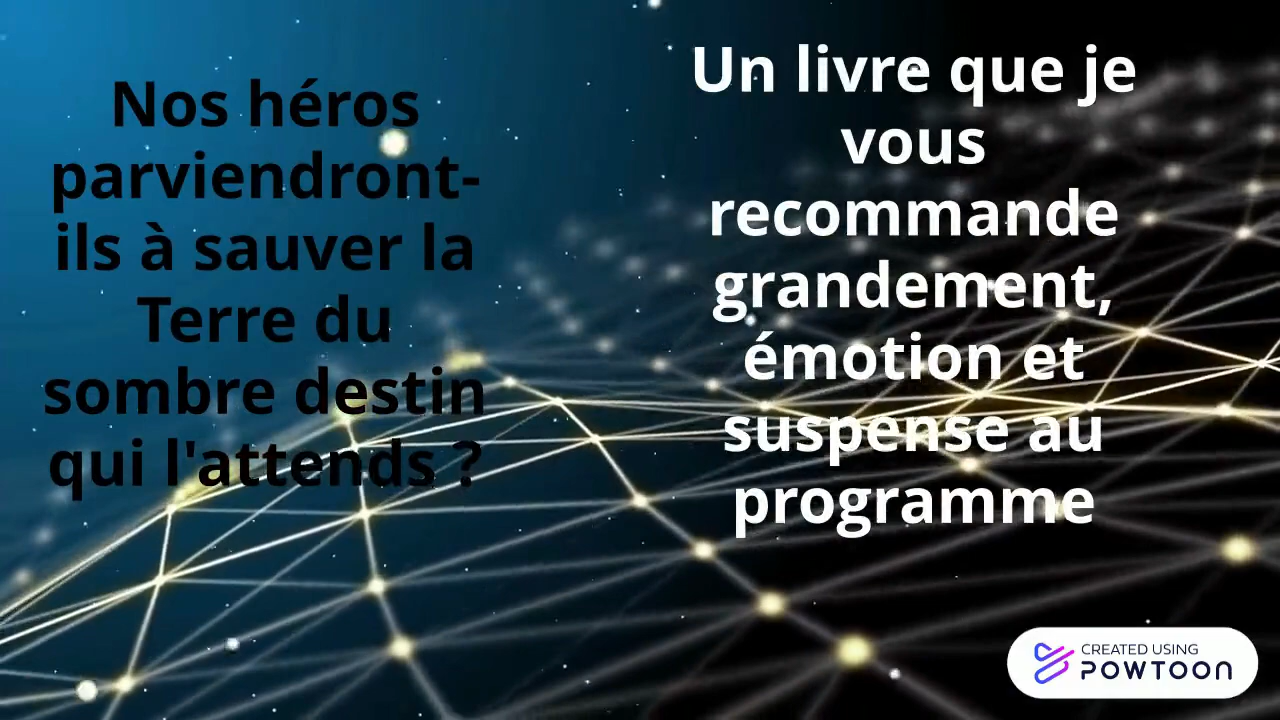 Nos héros
parviendront-
ils à sauver la
Terre du
sombre destin
qui l'attends ?
Un livre que je
vous
recommande
grandement,
émotion et
suspense au
programme
CREATED USING
POWTOON